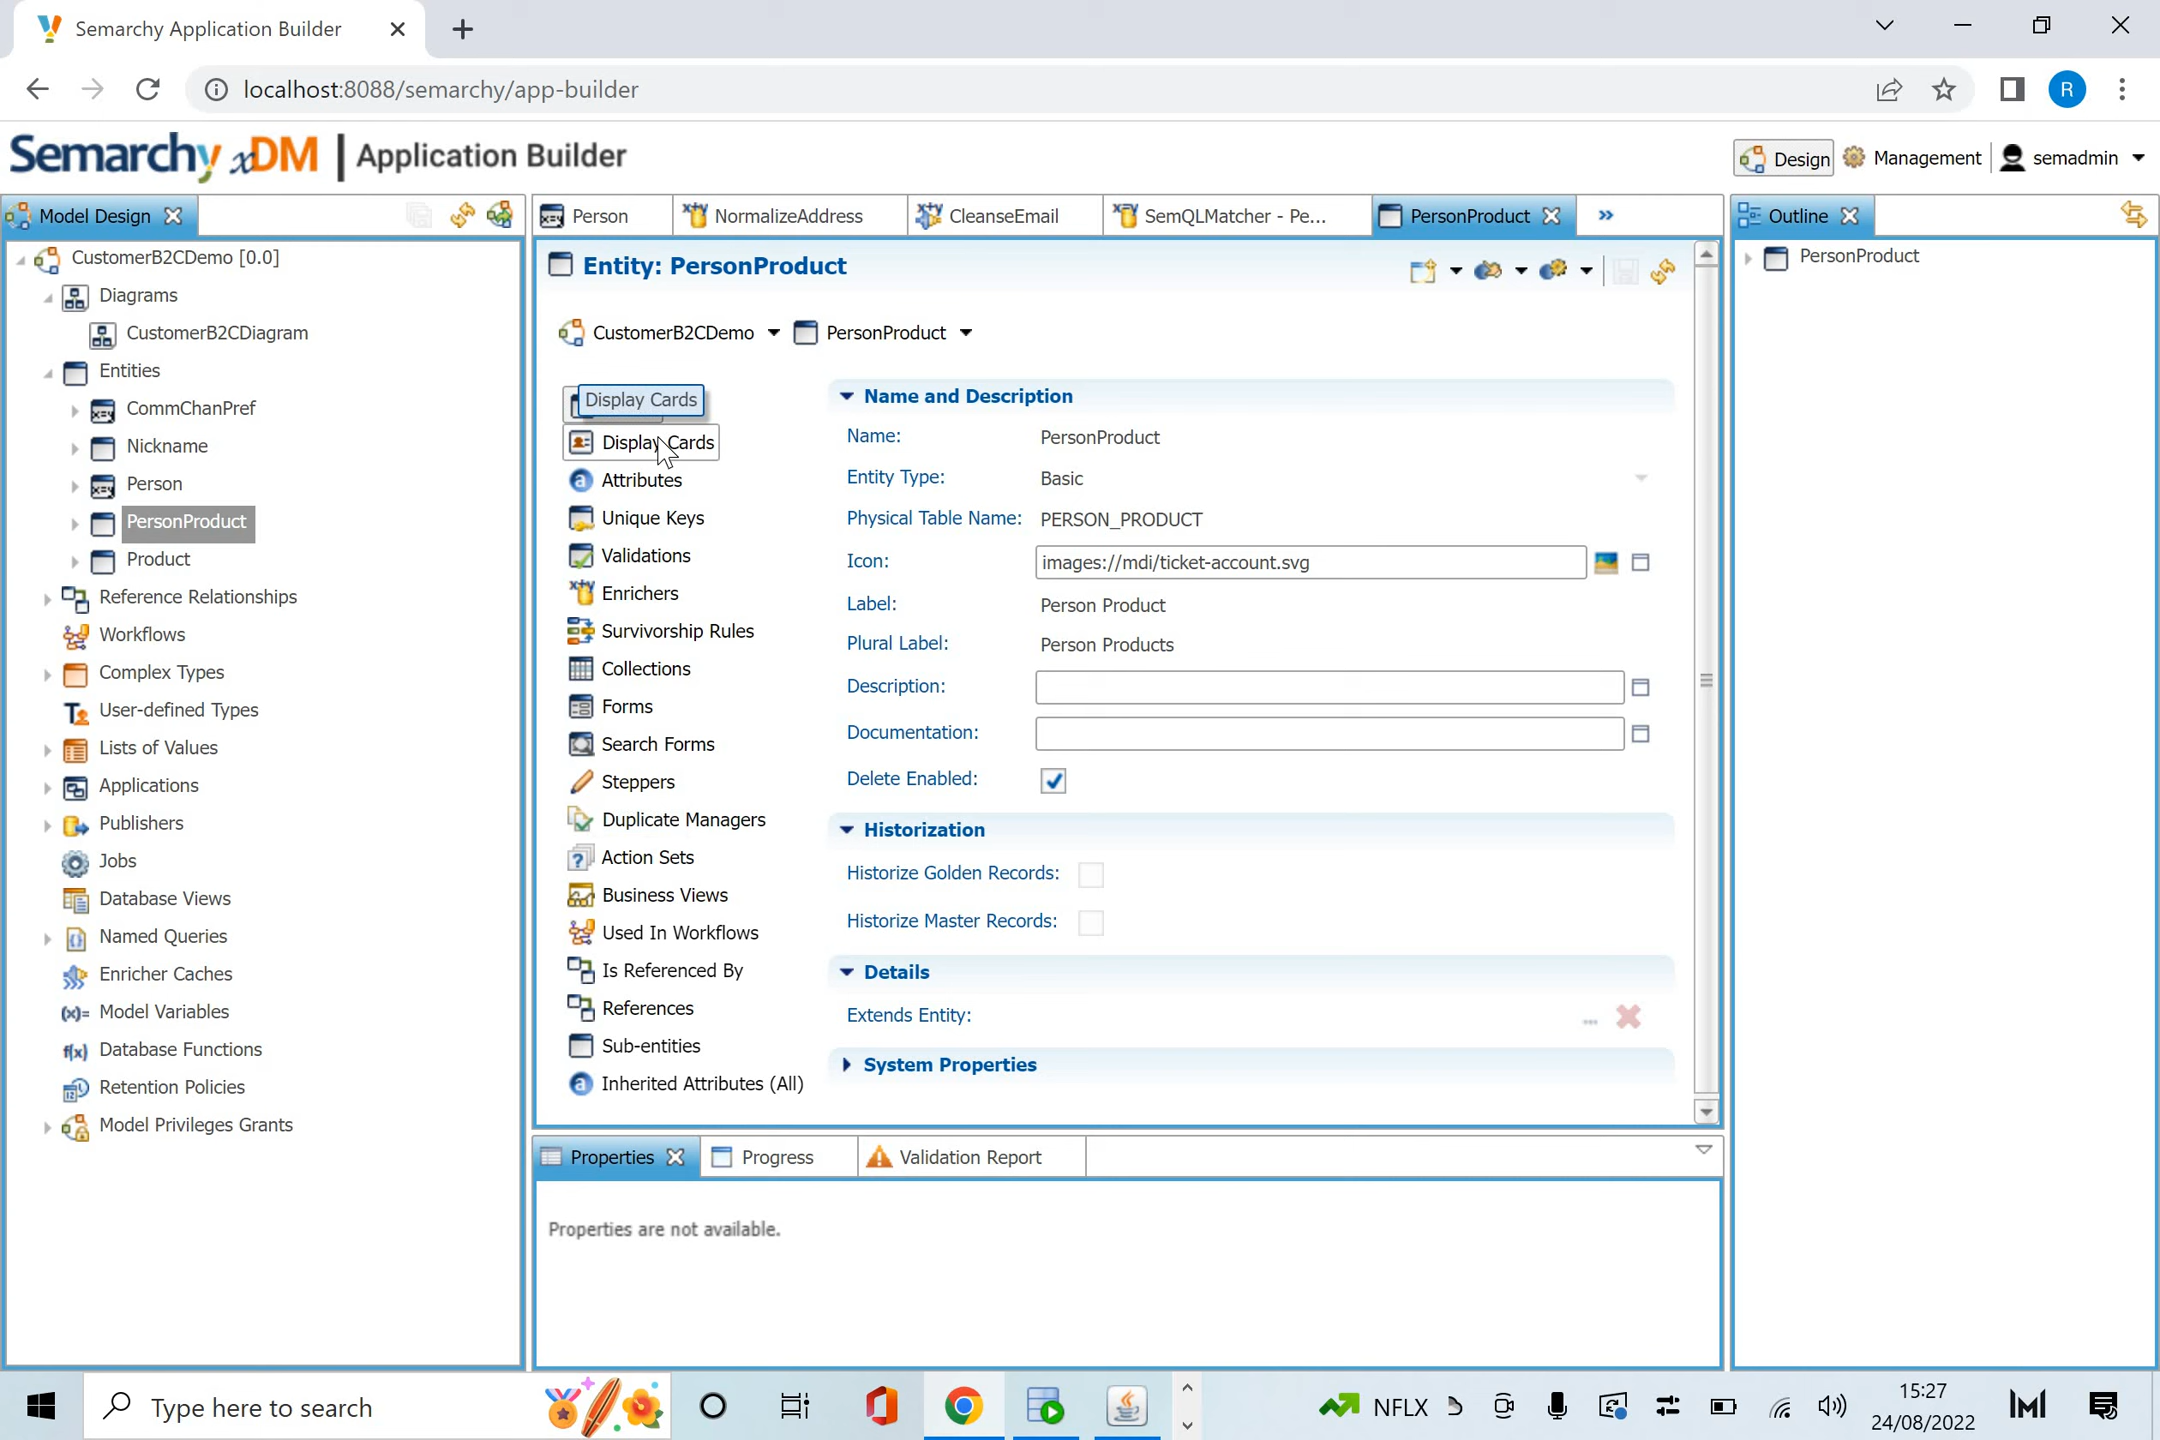 Semarchy Application Builder
localhost:8088/semarchy/app-builder
R
Semarchy xDM | Application Builder
Design
Management
semadmin
Model Design
Person
NormalizeAddress
CleanseEmail
SemQLMatcher - Pe...
PersonProduct
»
Outline
CustomerB2CDemo [0.0]
Diagrams
CustomerB2CDiagram
Entities
CommChanPref
Nickname
Person
PersonProduct
Product
Reference Relationships
Workflows
Complex Types
User-defined Types
Lists of Values
Applications
Publishers
Jobs
Database Views
Named Queries
Enricher Caches
Model Variables
Database Functions
Retention Policies
Model Privileges Grants
Entity: PersonProduct
CustomerB2CDemo
PersonProduct
Display Cards
Display Cards
Attributes
Unique Keys
Validations
Enrichers
Survivorship Rules
Collections
Forms
Search Forms
Steppers
Duplicate Managers
Action Sets
Business Views
Used In Workflows
Is Referenced By
References
Sub-entities
Inherited Attributes (All)
Name and Description
Name: PersonProduct
Entity Type: Basic
Physical Table Name: PERSON_PRODUCT
Icon: images://mdi/ticket-account.svg
Label: Person Product
Plural Label: Person Products
Description:
Documentation:
Delete Enabled:
Historization
Historize Golden Records:
Historize Master Records:
Details
Extends Entity: ...
System Properties
PersonProduct
Properties
Progress
Validation Report
Properties are not available.
Type here to search
NFLX
15:27
24/08/2022